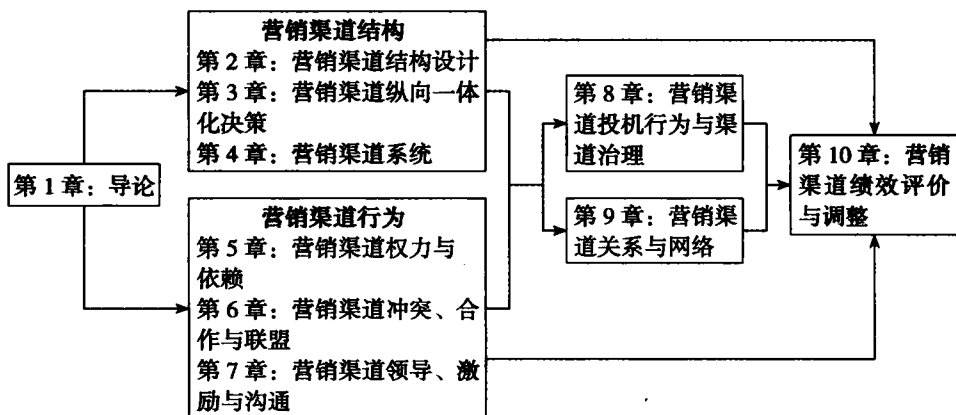 营销渠道结构
第2章：营销渠道结构设计
第3章：营销渠道纵向一体
化决策
第4章：营销渠道系统
第1章：导论
营销渠道行为
第5章：营销渠道权力与
依赖
第6章：营销渠道冲突、合
作与联盟
第7章：营销渠道领导、激
励与沟通
第8章：营销渠
道投机行为与渠
道治理
第9章：营销渠
道关系与网络
第10章：营销
渠道绩效评价
与调整